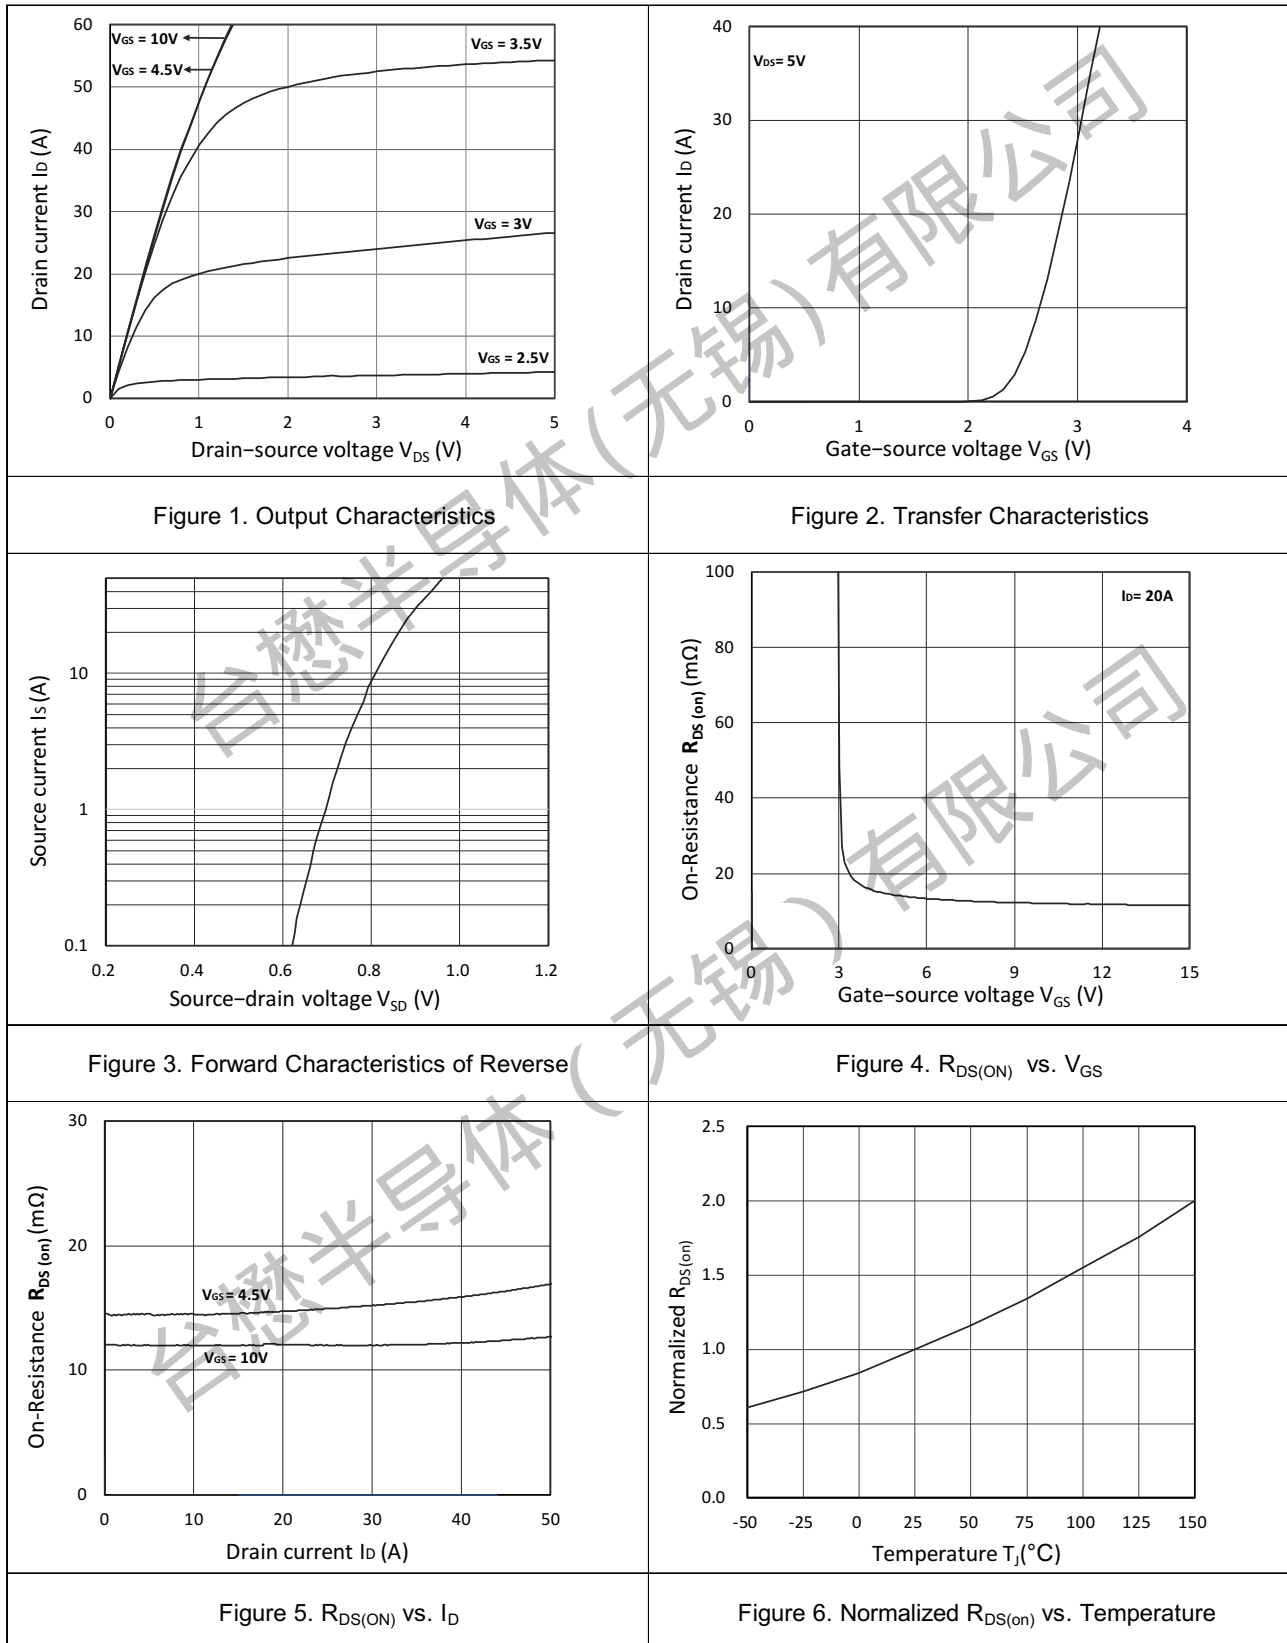 60
50
40
30
20
10
0
0 1 2 3 4 5
Drain current ID (A)
VGS = 10V
VGS = 4.5V
VGS = 3.5V
VGS = 3V
VGS = 2.5V
Drain−source voltage VDS (V)
Figure 1. Output Characteristics
40
30
20
10
0
0 1 2 3 4
Drain current ID (A)
VDS= 5V
Gate−source voltage VGS (V)
Figure 2. Transfer Characteristics
10
1
0.1
0.2 0.4 0.6 0.8 1.0 1.2
Source current IS (A)
Source−drain voltage VSD (V)
Figure 3. Forward Characteristics of Reverse
100
80
60
40
20
0
0 3 6 9 12 15
On-Resistance RDS (on) (mΩ)
ID= 20A
Gate−source voltage VGS (V)
Figure 4. RDS(ON) vs. VGS
30
20
10
0
0 10 20 30 40 50
On-Resistance RDS (on) (mΩ)
VGS = 4.5V
VGS = 10V
Drain current ID (A)
Figure 5. RDS(ON) vs. ID
2.5
2.0
1.5
1.0
0.5
0.0
-50 -25 0 25 50 75 100 125 150
Normalized RDS(on)
Temperature TJ(°C)
Figure 6. Normalized RDS(on) vs. Temperature
台懋半导体(无锡)有限公司
台懋半导体(无锡)有限公司